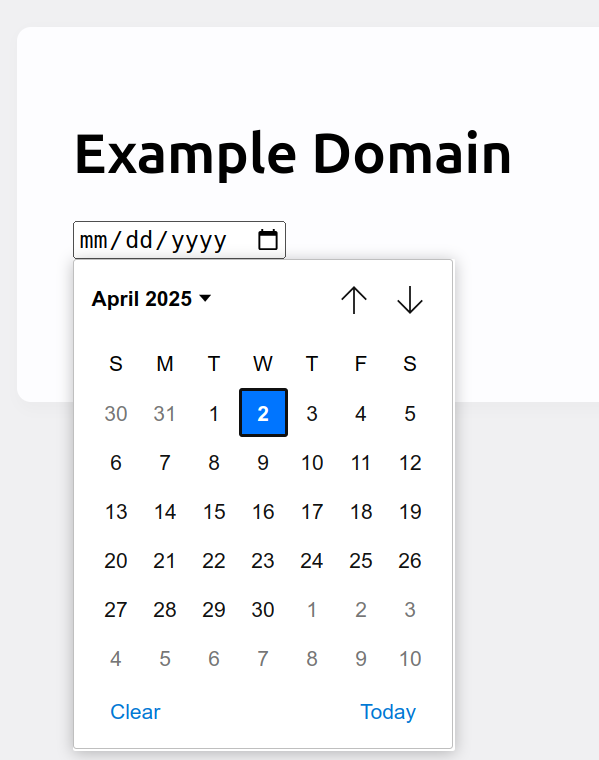 Example Domain
mm/dd/yyyy
April 2025
S M T W T F S
30 31 1 2 3 4 5
6 7 8 9 10 11 12
13 14 15 16 17 18 19
20 21 22 23 24 25 26
27 28 29 30 1 2 3
4 5 6 7 8 9 10
Clear Today